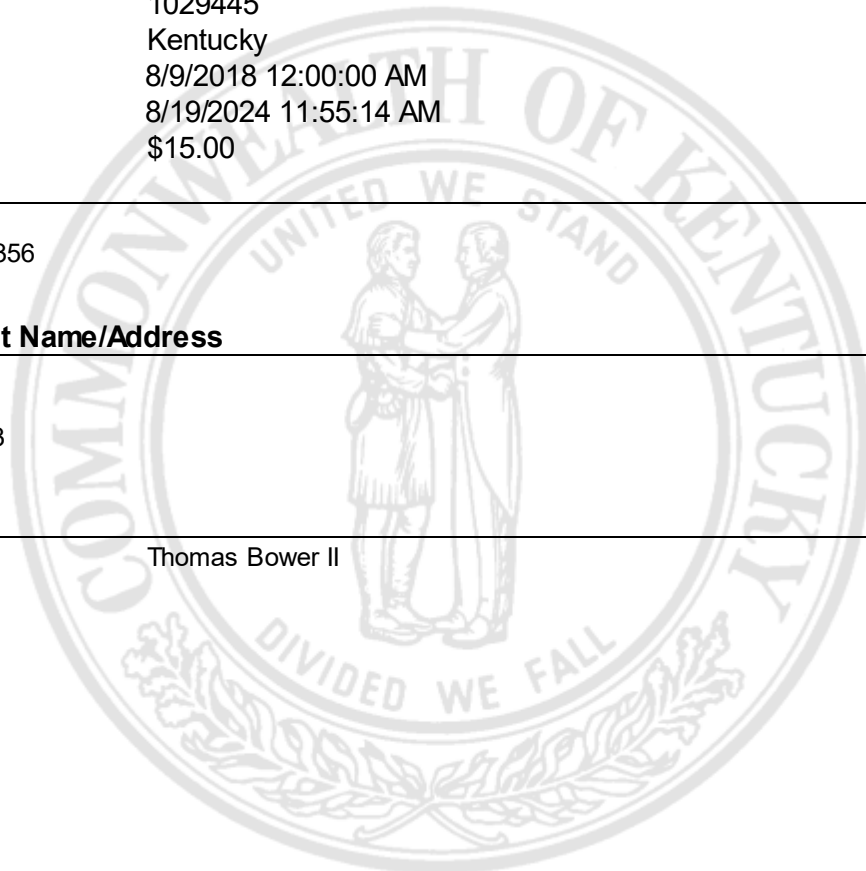 1029445
Kentucky
8/9/2018 12:00:00 AM
8/19/2024 11:55:14 AM
$15.00
356
t Name/Address
3
Thomas Bower II
COMMONWEALTH OF KENTUCKY
UNITED WE STAND
DIVIDED WE FALL